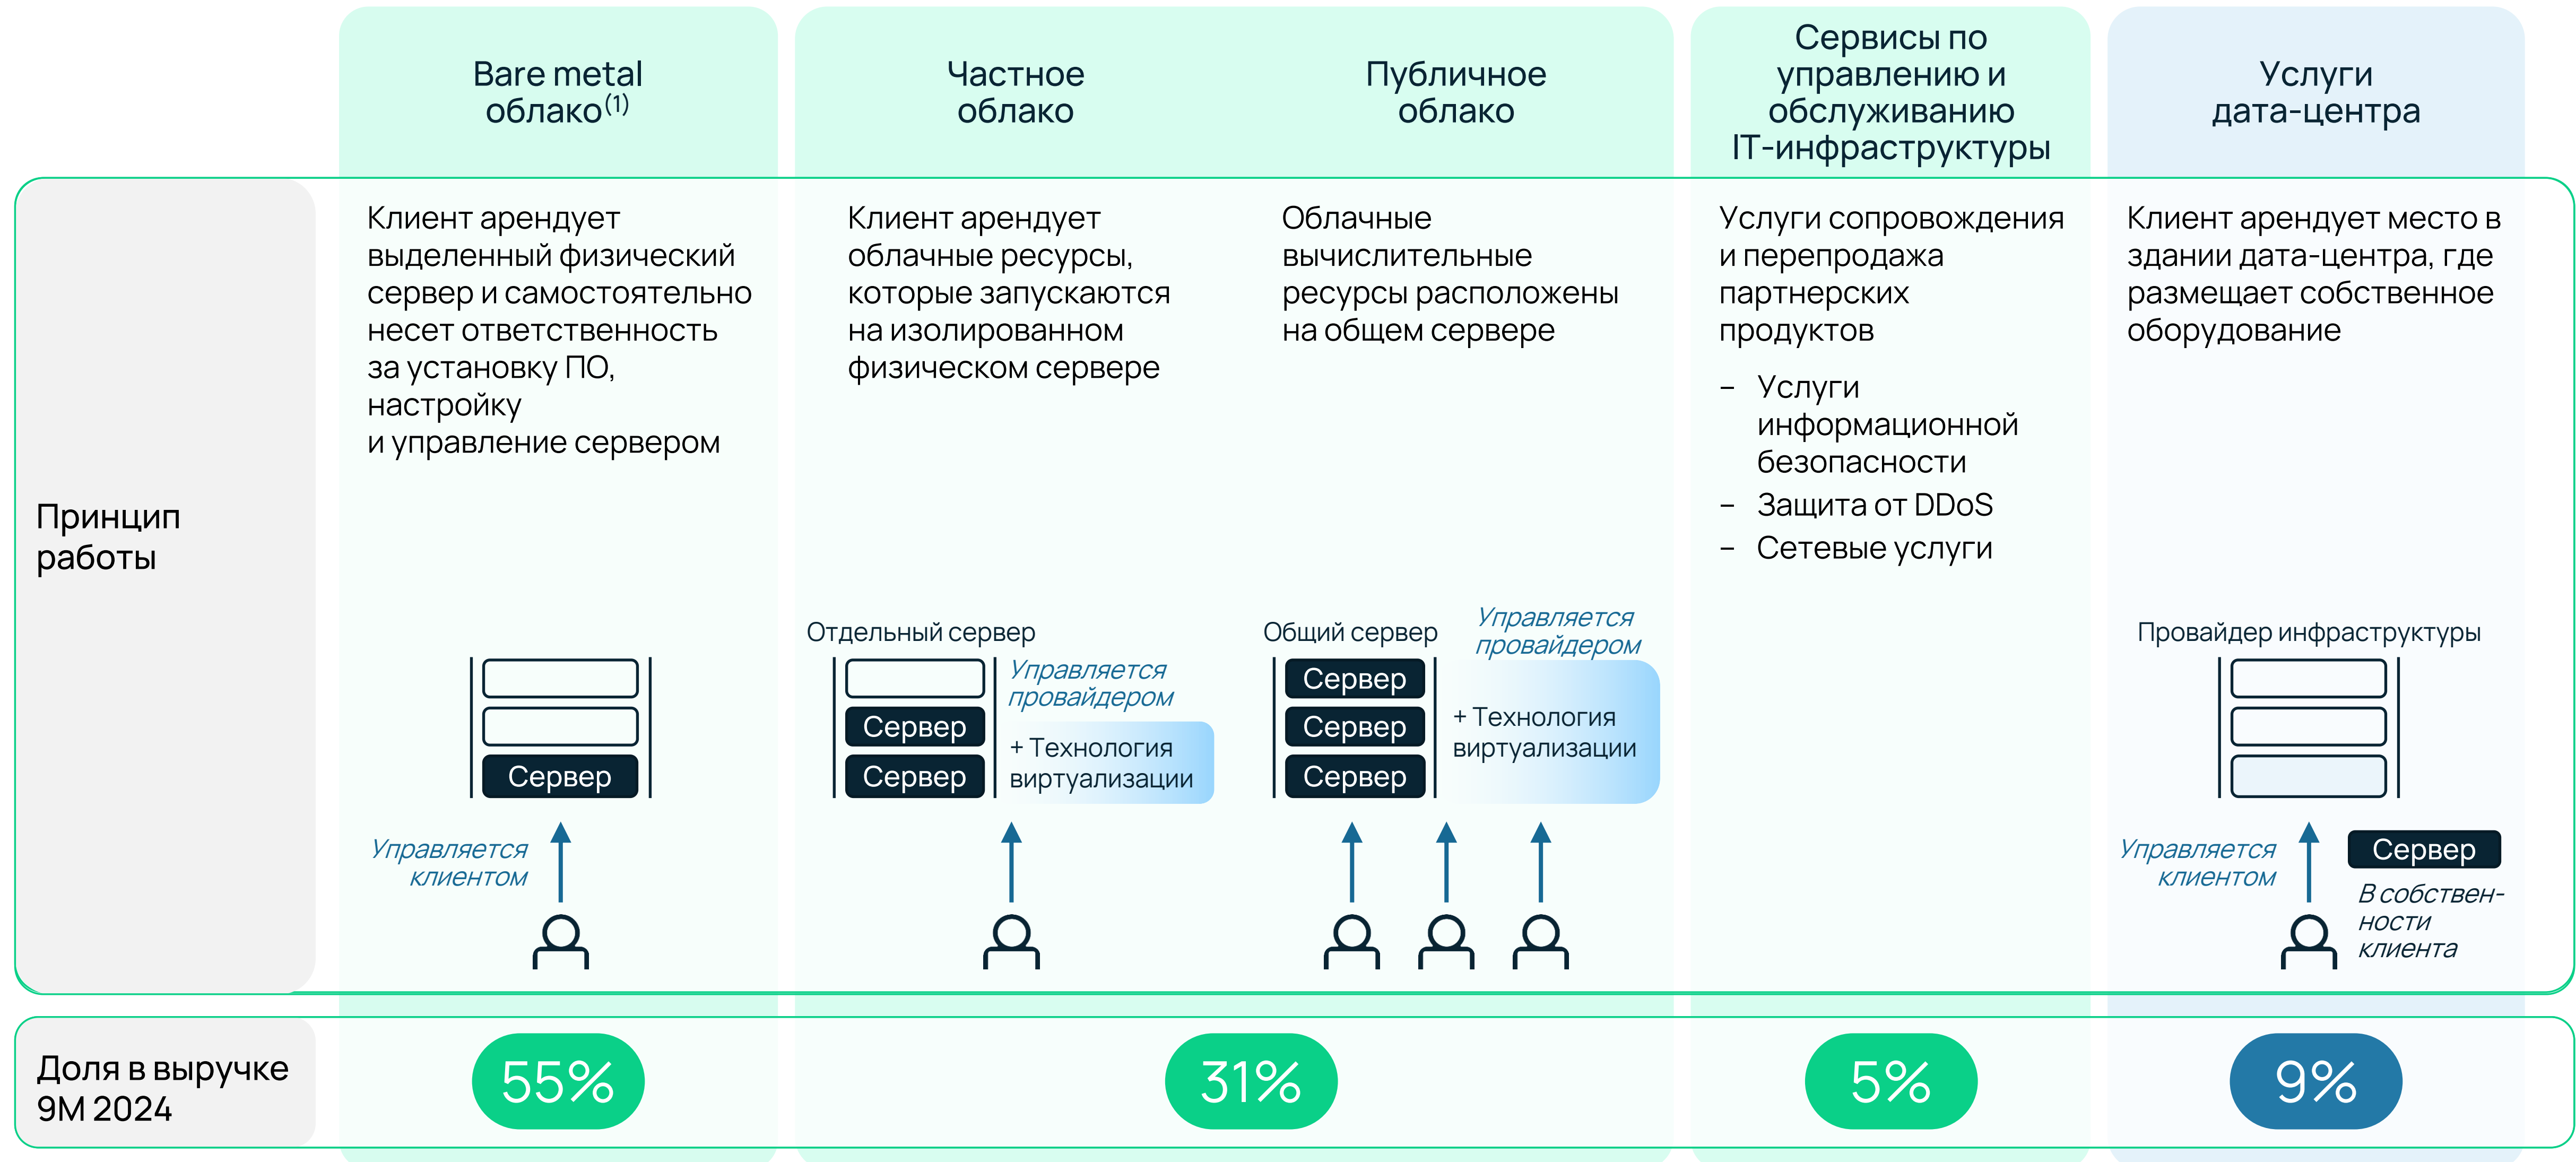 Bare metal
облако(1)
Частное
облако
Публичное
облако
Сервисы по
управлению и
обслуживанию
IT-инфраструктуры
Услуги
дата-центра
Принцип
работы
Клиент арендует
выделенный физический
сервер и самостоятельно
несет ответственность
за установку ПО,
настройку
и управление сервером
Сервер
Управляется
клиентом
Клиент арендует
облачные ресурсы,
которые запускаются
на изолированном
физическом сервере
Отдельный сервер
Управляется
провайдером
Сервер
Сервер
+ Технология
виртуализации
Облачные
вычислительные
ресурсы расположены
на общем сервере
Общий сервер
Управляется
провайдером
Сервер
Сервер
Сервер
+ Технология
виртуализации
Услуги сопровождения
и перепродажа
партнерских
продуктов
– Услуги
информационной
безопасности
– Защита от DDoS
– Сетевые услуги
Клиент арендует место в
здании дата-центра, где
размещает собственное
оборудование
Провайдер инфраструктуры
Управляется
клиентом
Сервер
В собствен-
ности
клиента
Доля в выручке
9М 2024
55%
31%
5%
9%